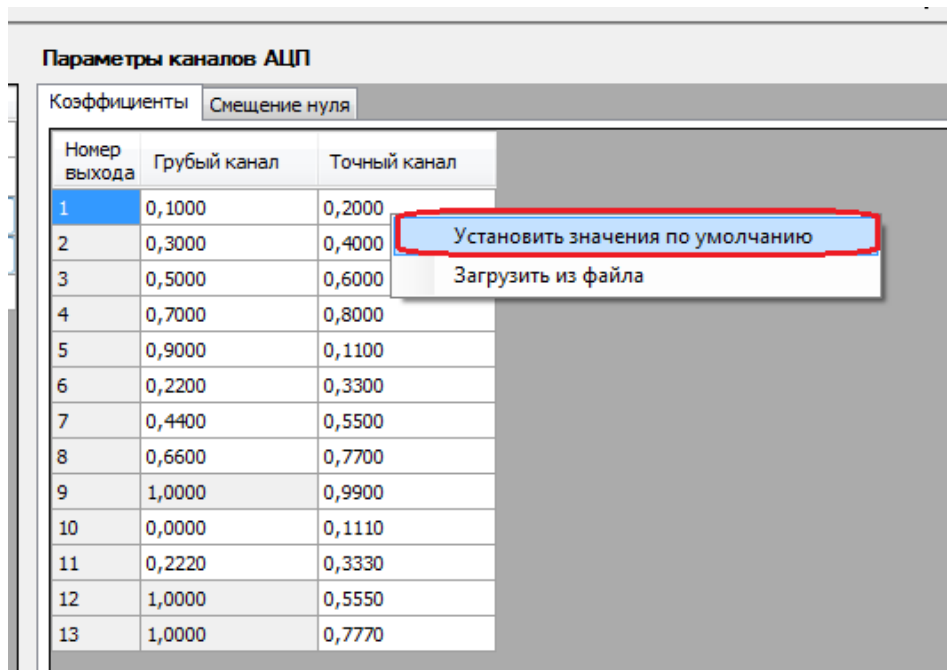 Параметры каналов АЦП
Коэффициенты Смещение нуля
Номер выхода Грубый канал Точный канал
1 0,1000 0,2000
Установить значения по умолчанию
2 0,3000 0,4000
3 0,5000 0,6000
Загрузить из файла
4 0,7000 0,8000
5 0,9000 0,1100
6 0,2200 0,3300
7 0,4400 0,5500
8 0,6600 0,7700
9 1,0000 0,9900
10 0,0000 0,1110
11 0,2220 0,3330
12 1,0000 0,5550
13 1,0000 0,7770